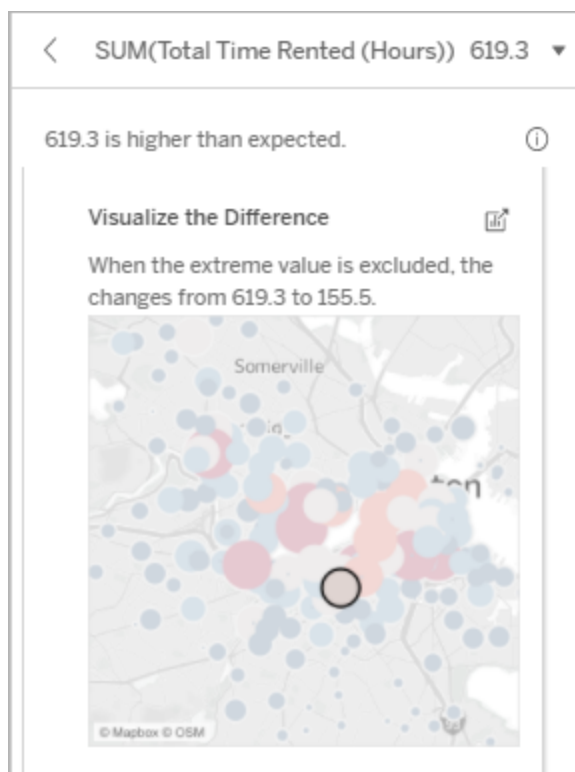 SUM(Total Time Rented (Hours)) 619.3
619.3 is higher than expected.
Visualize the Difference
When the extreme value is excluded, the
changes from 619.3 to 155.5.
Somerville
© Mapbox © OSM